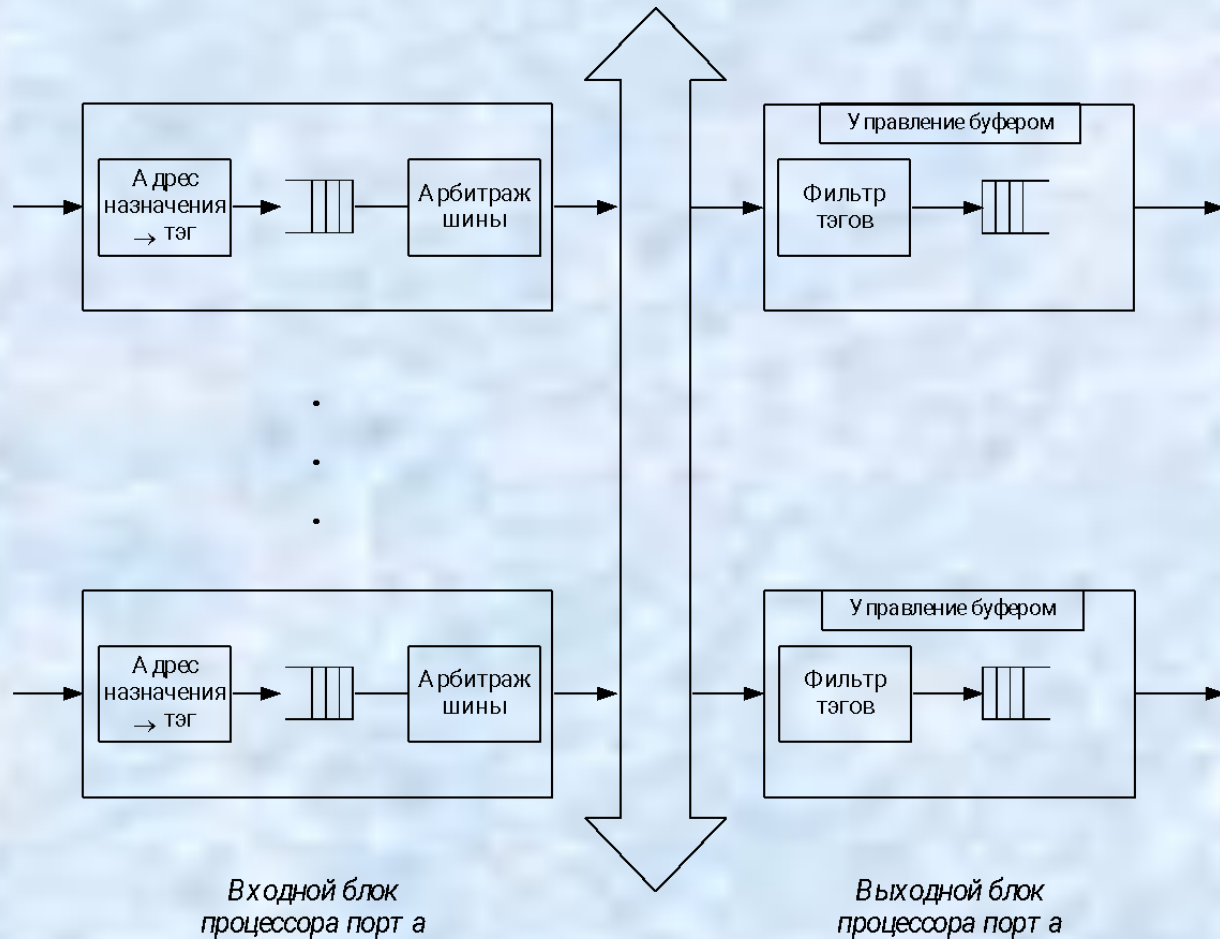 Управление буфером
Адрес
назначения
→ тэг
Арбитраж
шины
Фильтр
тэгов
Управление буфером
Адрес
назначения
→ тэг
Арбитраж
шины
Фильтр
тэгов
Входной блок
процессора порта
Выходной блок
процессора порта